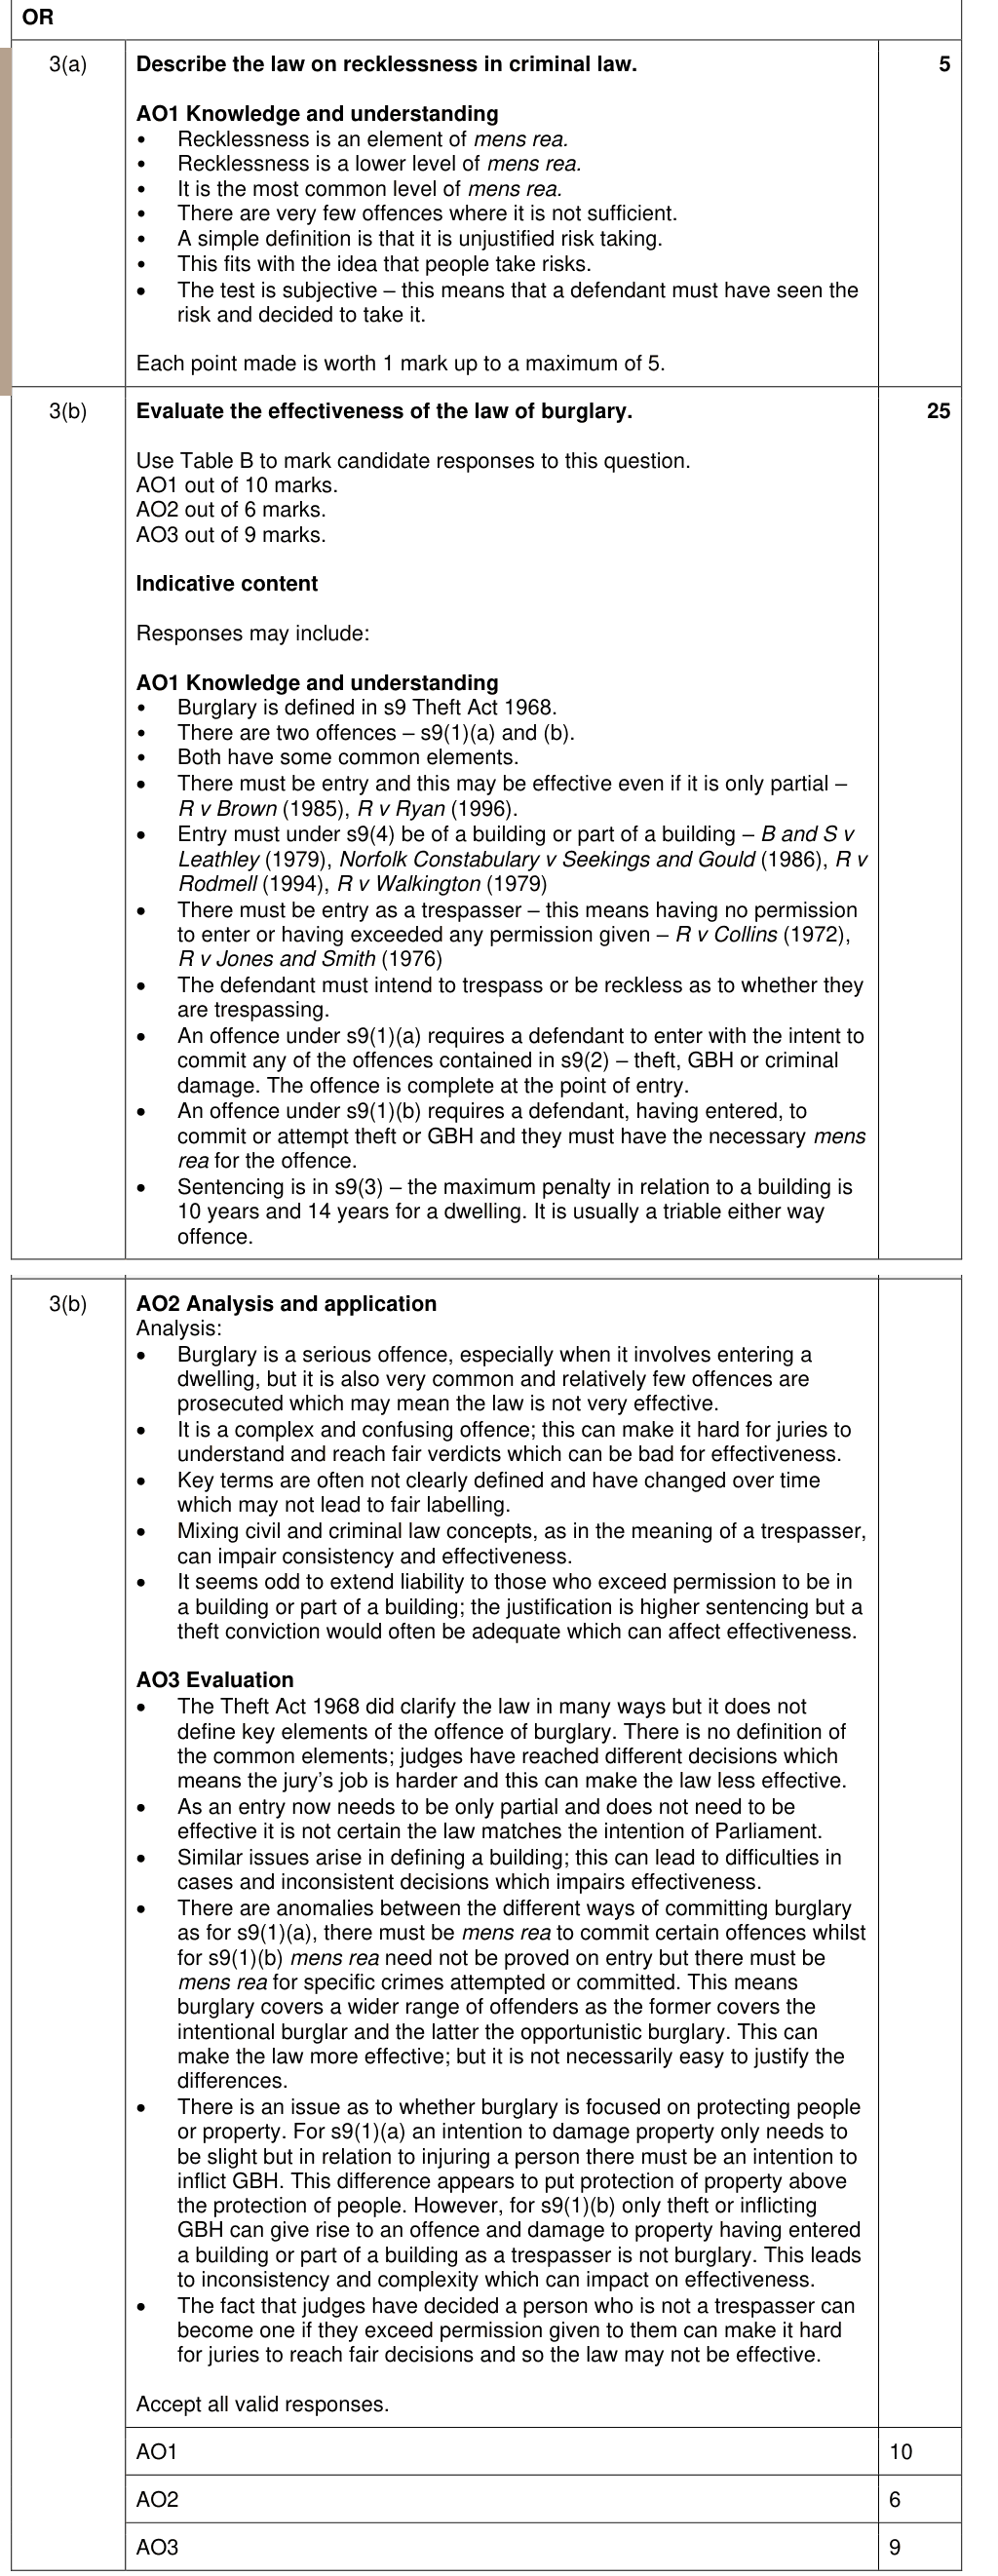 OR
3(a)
Describe the law on recklessness in criminal law.
5
AO1 Knowledge and understanding
• Recklessness is an element of mens rea.
• Recklessness is a lower level of mens rea.
• It is the most common level of mens rea.
• There are very few offences where it is not sufficient.
• A simple definition is that it is unjustified risk taking.
• This fits with the idea that people take risks.
• The test is subjective – this means that a defendant must have seen the
risk and decided to take it.
Each point made is worth 1 mark up to a maximum of 5.
3(b)
Evaluate the effectiveness of the law of burglary.
25
Use Table B to mark candidate responses to this question.
AO1 out of 10 marks.
AO2 out of 6 marks.
AO3 out of 9 marks.
Indicative content
Responses may include:
AO1 Knowledge and understanding
• Burglary is defined in s9 Theft Act 1968.
• There are two offences – s9(1)(a) and (b).
• Both have some common elements.
• There must be entry and this may be effective even if it is only partial –
R v Brown (1985), R v Ryan (1996).
• Entry must under s9(4) be of a building or part of a building – B and S v
Leathley (1979), Norfolk Constabulary v Seekings and Gould (1986), R v
Rodmell (1994), R v Walkington (1979)
• There must be entry as a trespasser – this means having no permission
to enter or having exceeded any permission given – R v Collins (1972),
R v Jones and Smith (1976)
• The defendant must intend to trespass or be reckless as to whether they
are trespassing.
• An offence under s9(1)(a) requires a defendant to enter with the intent to
commit any of the offences contained in s9(2) – theft, GBH or criminal
damage. The offence is complete at the point of entry.
• An offence under s9(1)(b) requires a defendant, having entered, to
commit or attempt theft or GBH and they must have the necessary mens
rea for the offence.
• Sentencing is in s9(3) – the maximum penalty in relation to a building is
10 years and 14 years for a dwelling. It is usually a triable either way
offence.
3(b)
AO2 Analysis and application
Analysis:
• Burglary is a serious offence, especially when it involves entering a
dwelling, but it is also very common and relatively few offences are
prosecuted which may mean the law is not very effective.
• It is a complex and confusing offence; this can make it hard for juries to
understand and reach fair verdicts which can be bad for effectiveness.
• Key terms are often not clearly defined and have changed over time
which may not lead to fair labelling.
• Mixing civil and criminal law concepts, as in the meaning of a trespasser,
can impair consistency and effectiveness.
• It seems odd to extend liability to those who exceed permission to be in
a building or part of a building; the justification is higher sentencing but a
theft conviction would often be adequate which can affect effectiveness.
AO3 Evaluation
• The Theft Act 1968 did clarify the law in many ways but it does not
define key elements of the offence of burglary. There is no definition of
the common elements; judges have reached different decisions which
means the jury’s job is harder and this can make the law less effective.
• As an entry now needs to be only partial and does not need to be
effective it is not certain the law matches the intention of Parliament.
• Similar issues arise in defining a building; this can lead to difficulties in
cases and inconsistent decisions which impairs effectiveness.
• There are anomalies between the different ways of committing burglary
as for s9(1)(a), there must be mens rea to commit certain offences whilst
for s9(1)(b) mens rea need not be proved on entry but there must be
mens rea for specific crimes attempted or committed. This means
burglary covers a wider range of offenders as the former covers the
intentional burglar and the latter the opportunistic burglary. This can
make the law more effective; but it is not necessarily easy to justify the
differences.
• There is an issue as to whether burglary is focused on protecting people
or property. For s9(1)(a) an intention to damage property only needs to
be slight but in relation to injuring a person there must be an intention to
inflict GBH. This difference appears to put protection of property above
the protection of people. However, for s9(1)(b) only theft or inflicting
GBH can give rise to an offence and damage to property having entered
a building or part of a building as a trespasser is not burglary. This leads
to inconsistency and complexity which can impact on effectiveness.
• The fact that judges have decided a person who is not a trespasser can
become one if they exceed permission given to them can make it hard
for juries to reach fair decisions and so the law may not be effective.
Accept all valid responses.
AO1 10
AO2 6
AO3 9